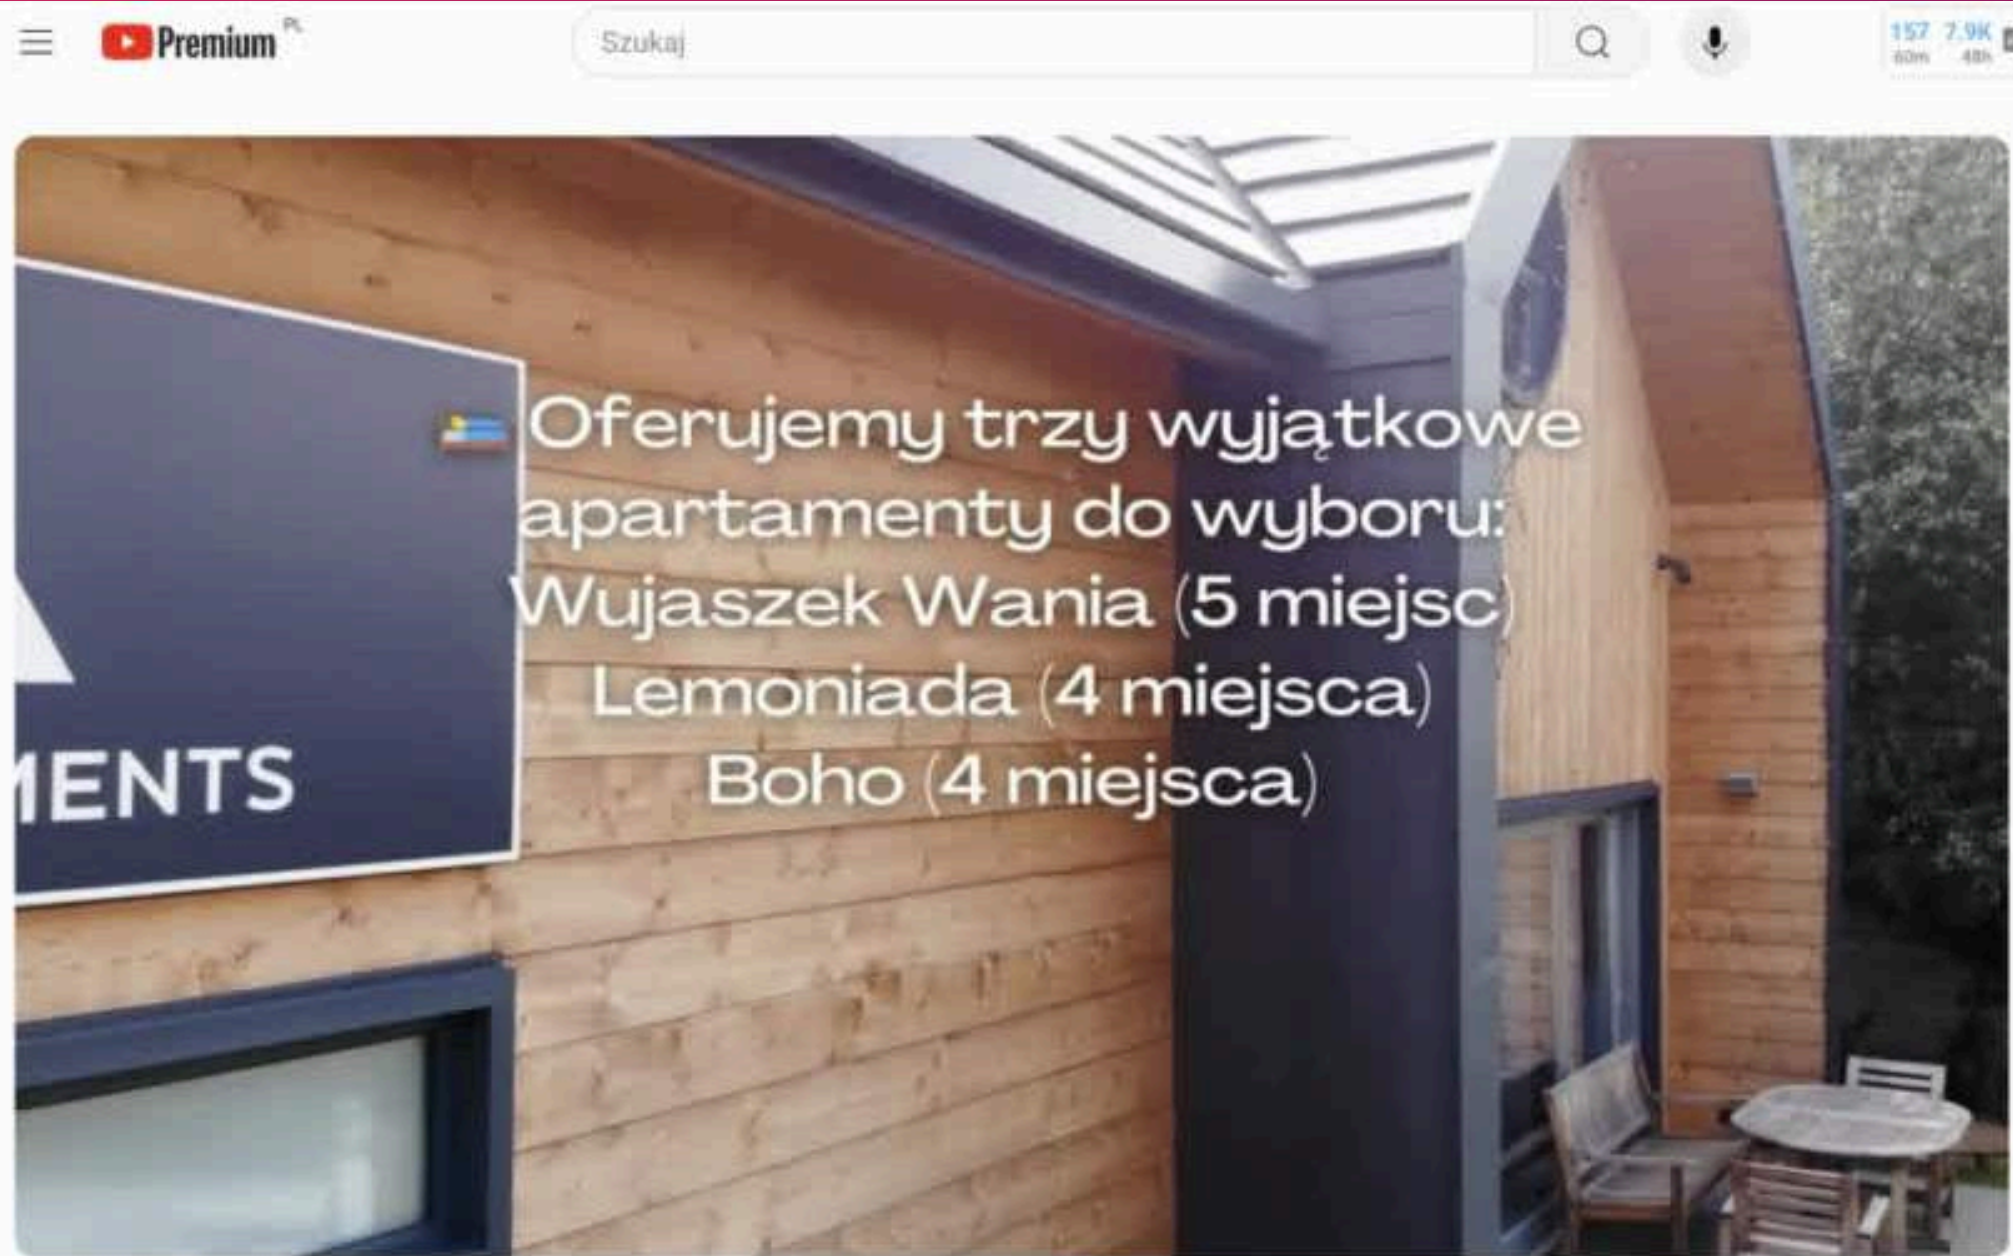 Premium PL
Szukaj
157 7.9K
60m 48h
Oferujemy trzy wyjątkowe
apartamenty do wyboru:
Wujaszek Wania (5 miejsc)
Lemoniada (4 miejsca)
Boho (4 miejsca)
MENTS